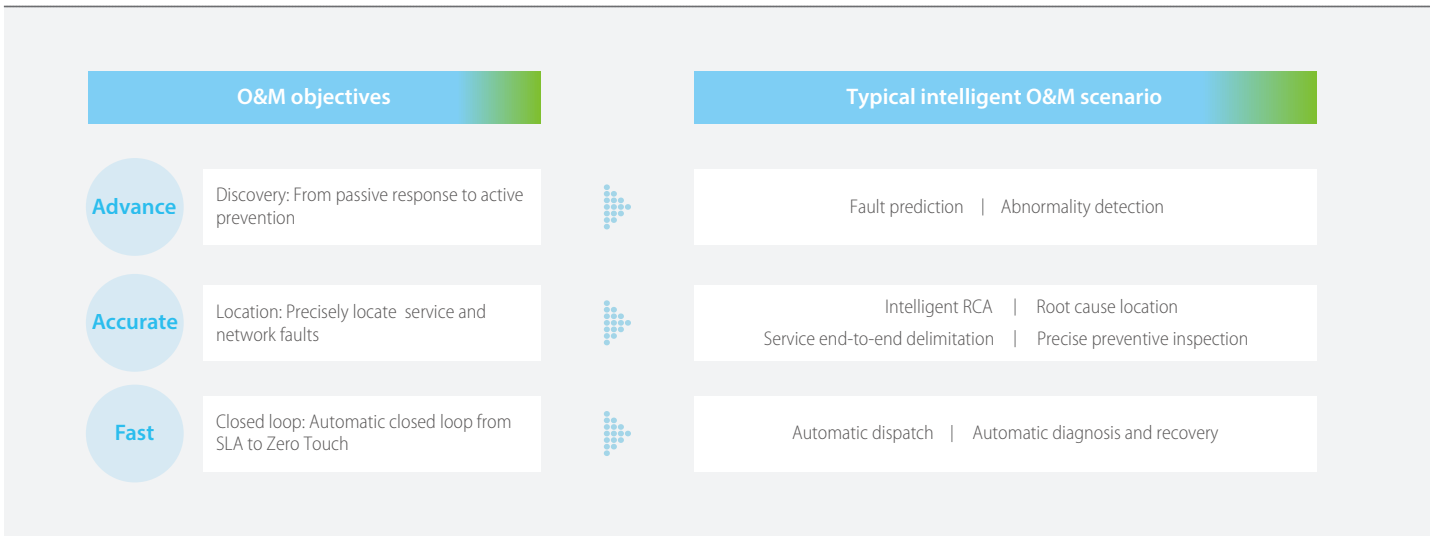 O&M objectives
Typical intelligent O&M scenario
Advance
Discovery: From passive response to active
prevention
Fault prediction | Abnormality detection
Accurate
Location: Precisely locate service and
network faults
Intelligent RCA | Root cause location
Service end-to-end delimitation | Precise preventive inspection
Fast
Closed loop: Automatic closed loop from
SLA to Zero Touch
Automatic dispatch | Automatic diagnosis and recovery